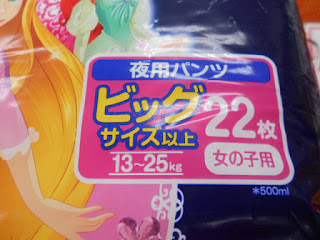 夜用パンツ
ビッグ
サイズ以上
22枚
13~25kg
女の子用
*500ml